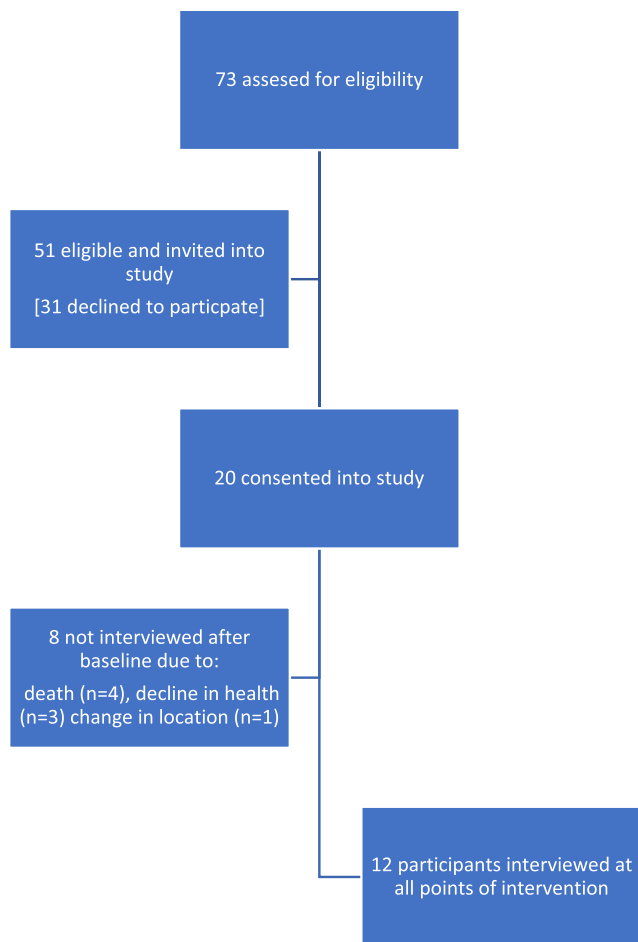 73 assesed for eligibility
51 eligible and invited into
study
[31 declined to particpate]
20 consented into study
8 not interviewed after
baseline due to:
death (n=4), decline in health
(n=3) change in location (n=1)
12 participants interviewed at
all points of intervention